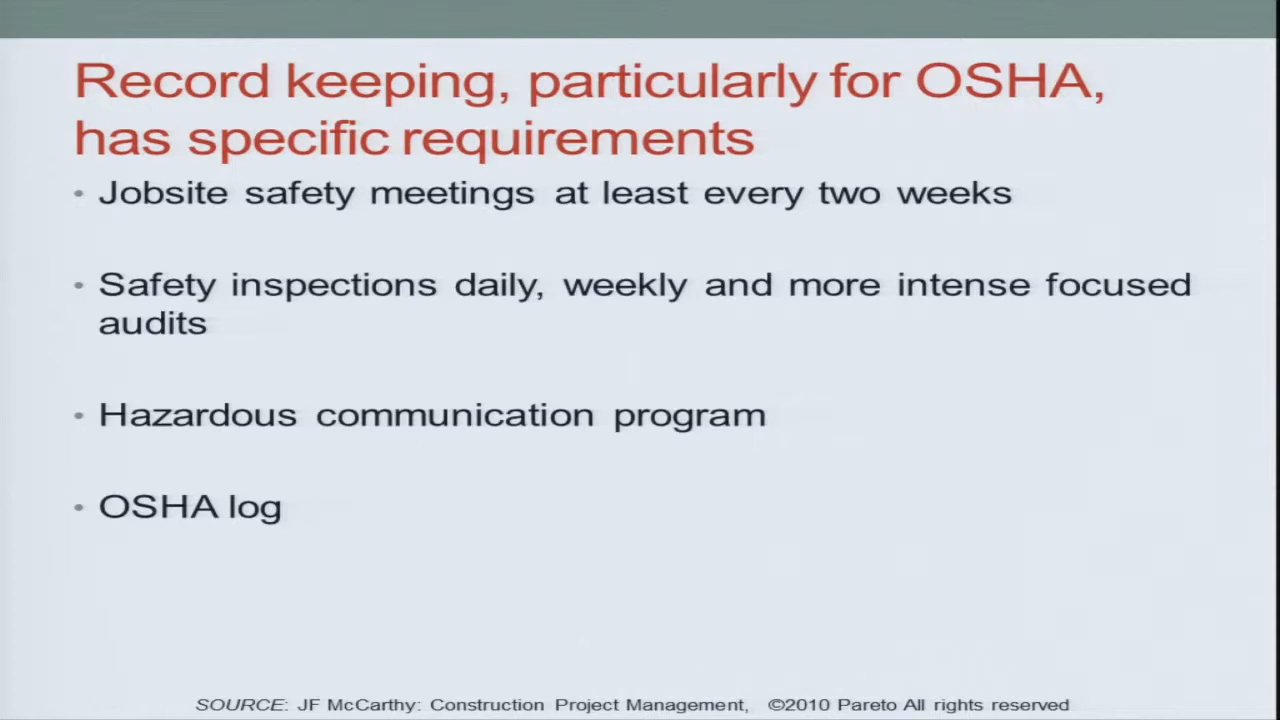 Record keeping, particularly for OSHA,
has specific requirements
• Jobsite safety meetings at least every two weeks
• Safety inspections daily, weekly and more intense focused
audits
• Hazardous communication program
• OSHA log
SOURCE: JF McCarthy: Construction Project Management, ©2010 Pareto All rights reserved